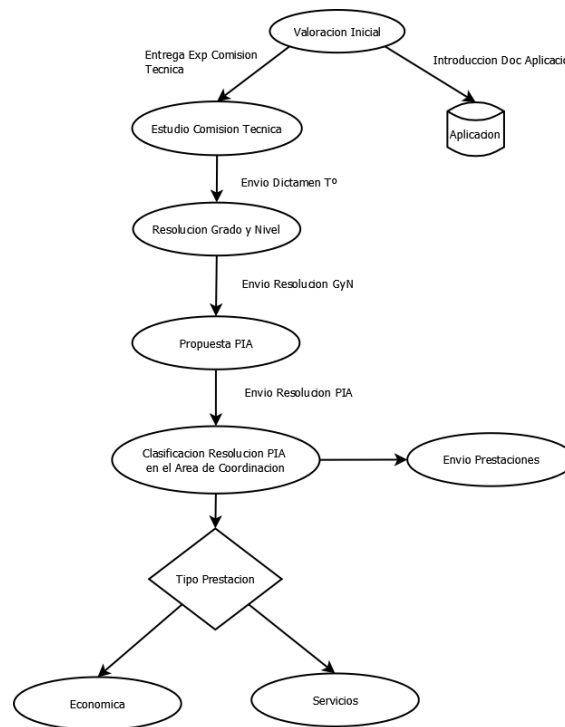 Valoracion Inicial
Entrega Exp Comision
Tecnica
Introduccion Doc Aplicació
Estudio Comision Tecnica
Aplicacion
Envio Dictamen Tº
Resolucion Grado y Nivel
Envio Resolucion GyN
Propuesta PIA
Envio Resolucion PIA
Clasificacion Resolucion PIA
en el Area de Coordinacion
Envio Prestaciones
Tipo Prestacion
Economica
Servicios